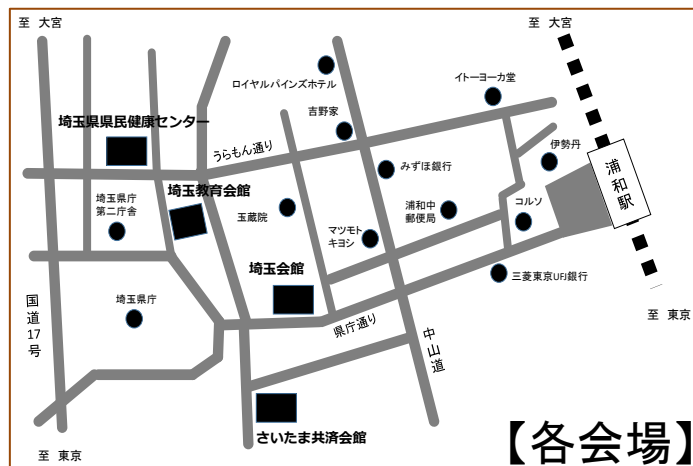 至 大宮
至 大宮
ロイヤルパインズホテル
イトーヨーカ堂
吉野家
埼玉県県民健康センター
うらもん通り
伊勢丹
浦和駅
みずほ銀行
埼玉教育会館
埼玉県庁
第二庁舎
玉蔵院
浦和中
郵便局
コルソ
マツモト
キヨシ
埼玉会館
三菱東京UFJ銀行
国道17号
埼玉県庁
県庁通り
中山道
至 東京
さいたま共済会館
至 東京
【各会場】